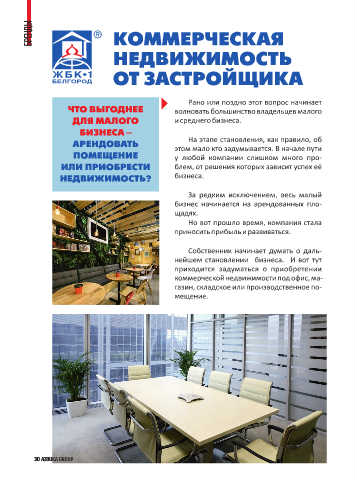 БРЕНДЫ
®
ЖБК•1
БЕЛГОРОД
КОММЕРЧЕСКАЯ
НЕДВИЖИМОСТЬ
ОТ ЗАСТРОЙЩИКА
ЧТО ВЫГОДНЕЕ
ДЛЯ МАЛОГО
БИЗНЕСА –
АРЕНДОВАТЬ
ПОМЕЩЕНИЕ
ИЛИ ПРИОБРЕСТИ
НЕДВИЖИМОСТЬ?
Рано или поздно этот вопрос начинает
волновать большинство владельцев малого
и среднего бизнеса.
На этапе становления, как правило, об
этом мало кто задумывается. В начале пути
у любой компании слишком много про-
блем, от решения которых зависит успех её
бизнеса.
За редким исключением, весь малый
бизнес начинается на арендованных пло-
щадях.
Но вот прошло время, компания стала
приносить прибыль и развиваться.
Собственник начинает думать о даль-
нейшем становлении бизнеса. И вот тут
приходится задуматься о приобретении
коммерческой недвижимости под офис, ма-
газин, складское или производственное по-
мещение.
30
GROUP